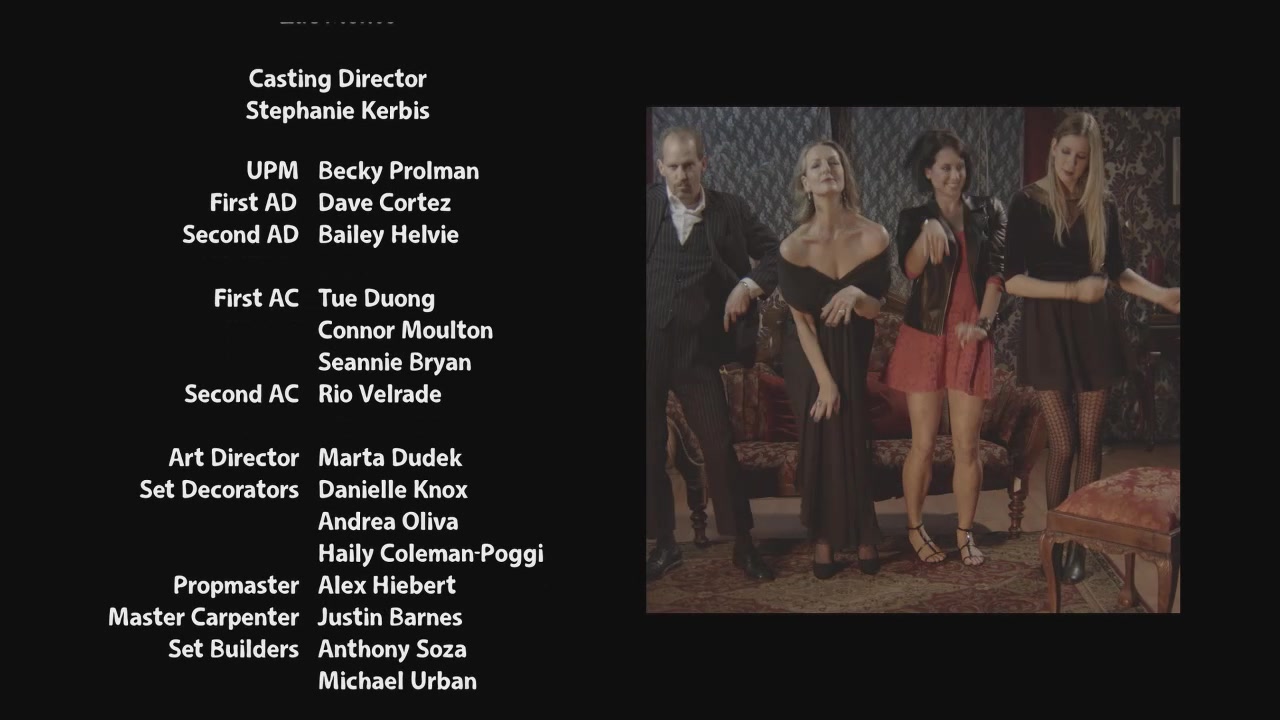 Casting Director
Stephanie Kerbis
UPM Becky Prolman
First AD Dave Cortez
Second AD Bailey Helvie
First AC Tue Duong
Connor Moulton
Seannie Bryan
Second AC Rio Velrade
Art Director Marta Dudek
Set Decorators Danielle Knox
Andrea Oliva
Haily Coleman-Poggi
Propmaster Alex Hiebert
Master Carpenter Justin Barnes
Set Builders Anthony Soza
Michael Urban